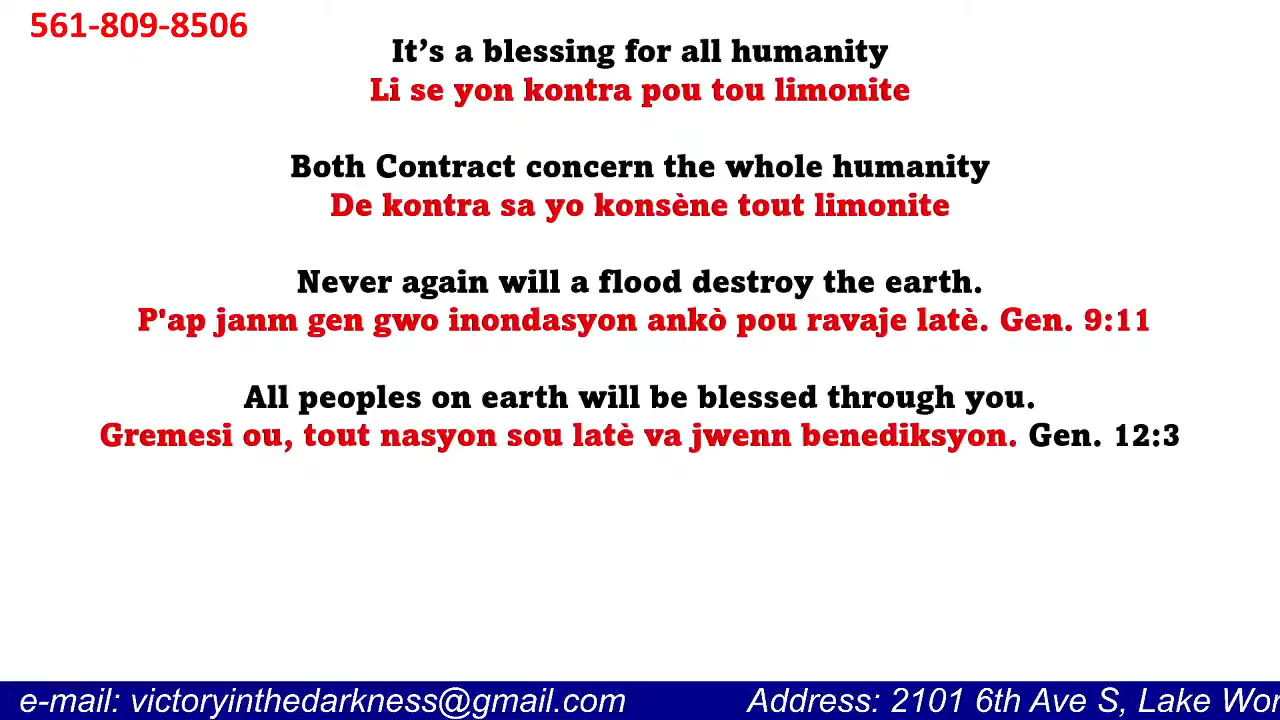 561-809-8506
It's a blessing for all humanity
Li se yon kontra pou tou limonite
Both Contract concern the whole humanity
De kontra sa yo konsène tout limonite
Never again will a flood destroy the earth.
P'ap janm gen gwo inondasyon ankò pou ravaje latè. Gen. 9:11
All peoples on earth will be blessed through you.
Gremesi ou, tout nasyon sou latè va jwenn benediksyon. Gen. 12:3
e-mail: victoryinthedarkness@gmail.com Address: 2101 6th Ave S, Lake Wor